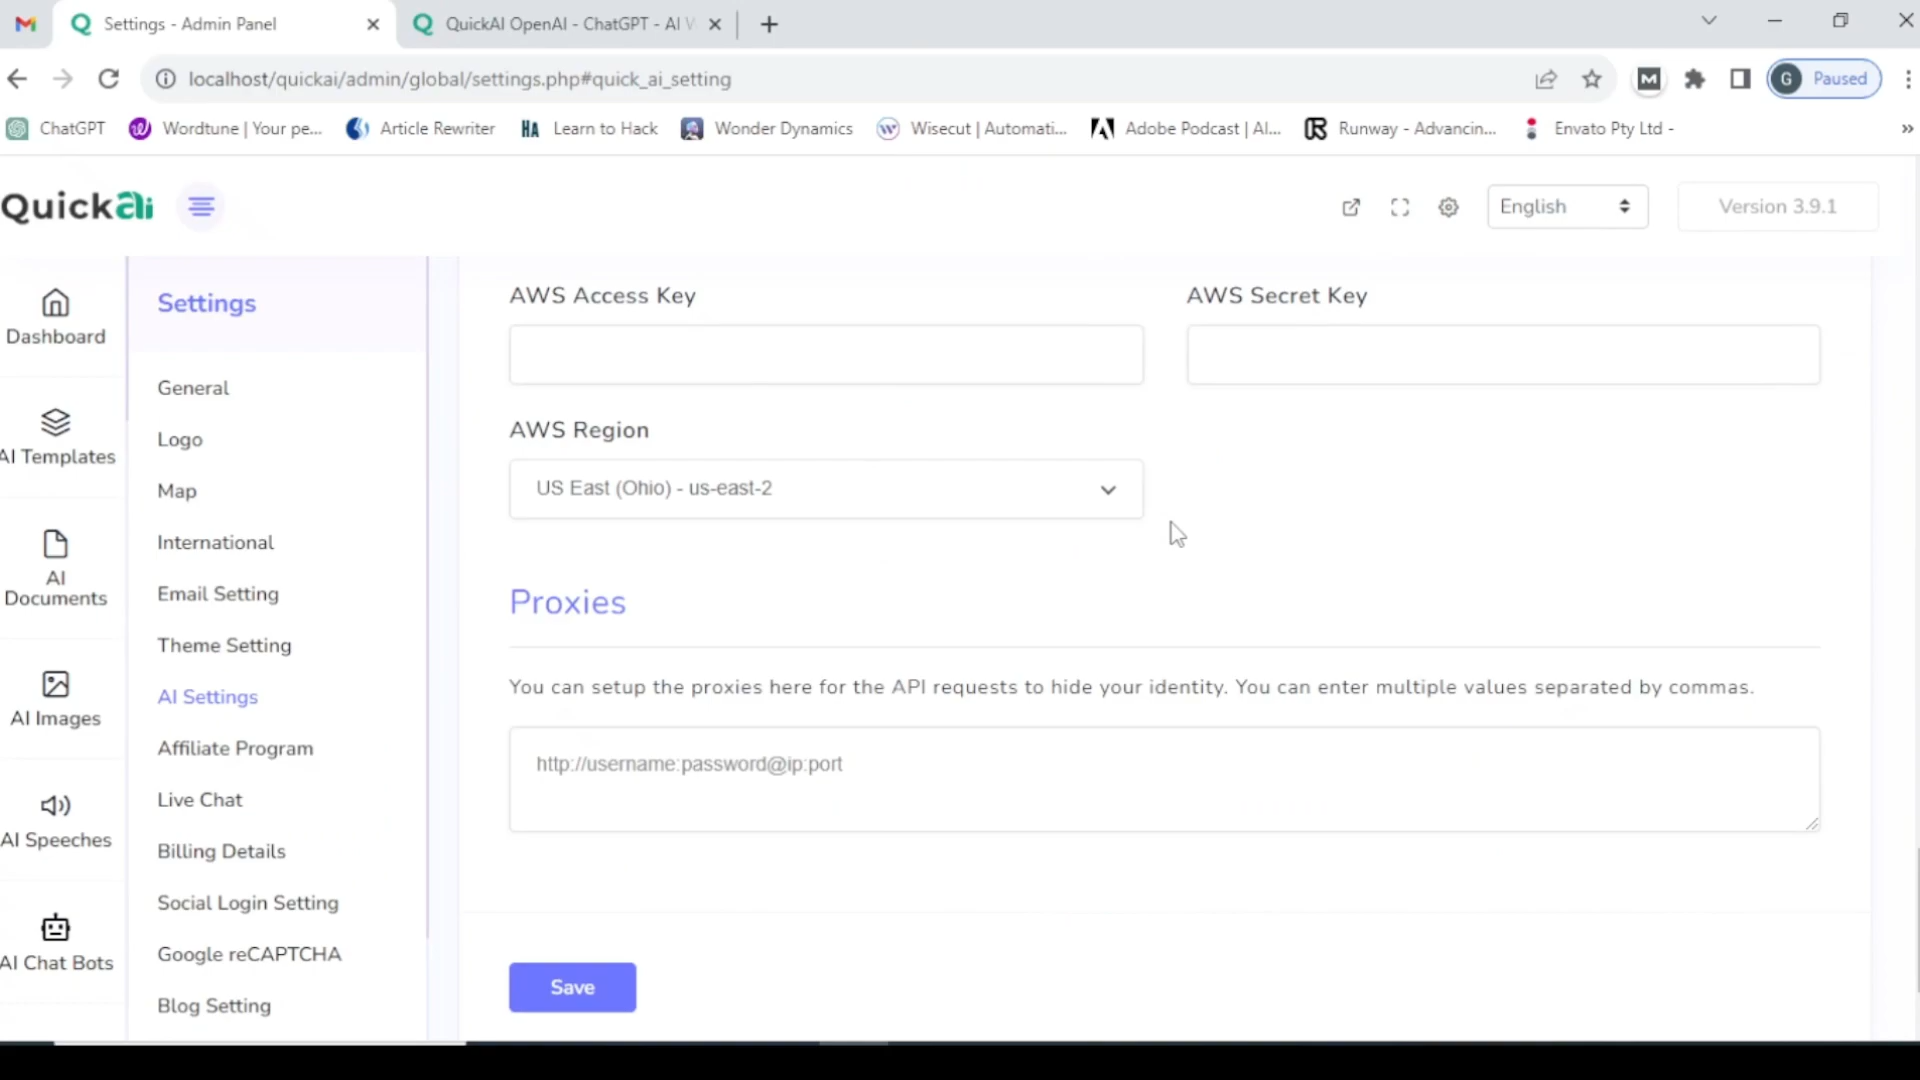 Settings - Admin Panel
QuickAI OpenAI - ChatGPT - AI
localhost/quickai/admin/global/settings.php#quick_ai_setting
G Paused
ChatGPT
Wordtune | Your pe...
Article Rewriter
HA Learn to Hack
Wonder Dynamics
Wisecut | Automati...
Adobe Podcast | AI...
Runway - Advancin...
Envato Pty Ltd -
»
Quickai
English
Version 3.9.1
Dashboard
AI Templates
AI
Documents
AI Images
AI Speeches
AI Chat Bots
Settings
General
Logo
Map
International
Email Setting
Theme Setting
AI Settings
Affiliate Program
Live Chat
Billing Details
Social Login Setting
Google reCAPTCHA
Blog Setting
AWS Access Key
AWS Secret Key
AWS Region
US East (Ohio) - us-east-2
Proxies
You can setup the proxies here for the API requests to hide your identity. You can enter multiple values separated by commas.
http://username:password@ip:port
Save